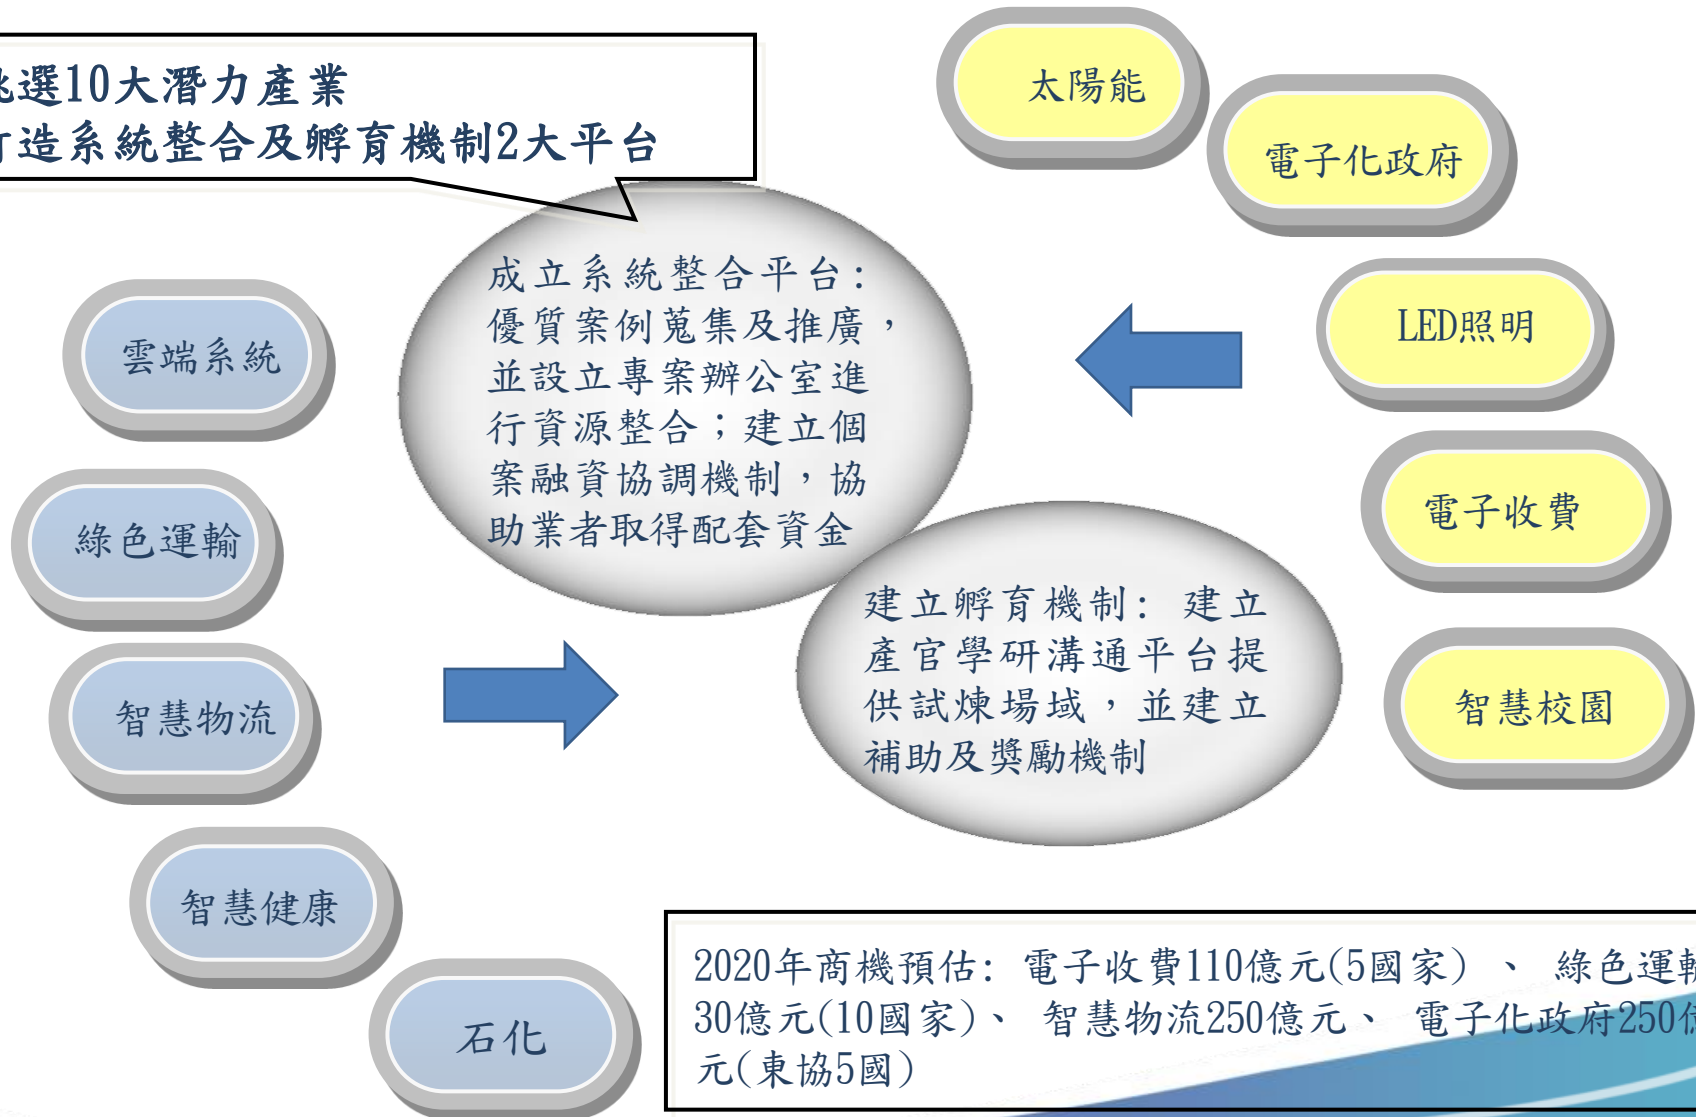 挑選10大潛力產業
打造系統整合及孵育機制2大平台
太陽能
電子化政府
LED照明
電子收費
智慧校園
成立系統整合平台:
優質案例蒐集及推廣，
並設立專案辦公室進
行資源整合；建立個
案融資協調機制，協
助業者取得配套資金
雲端系統
綠色運輸
智慧物流
智慧健康
石化
建立孵育機制: 建立
產官學研溝通平台提
供試煉場域，並建立
補助及獎勵機制
2020年商機預估: 電子收費110億元(5國家) 、 綠色運輸
30億元(10國家)、 智慧物流250億元、 電子化政府250億
元(東協5國)